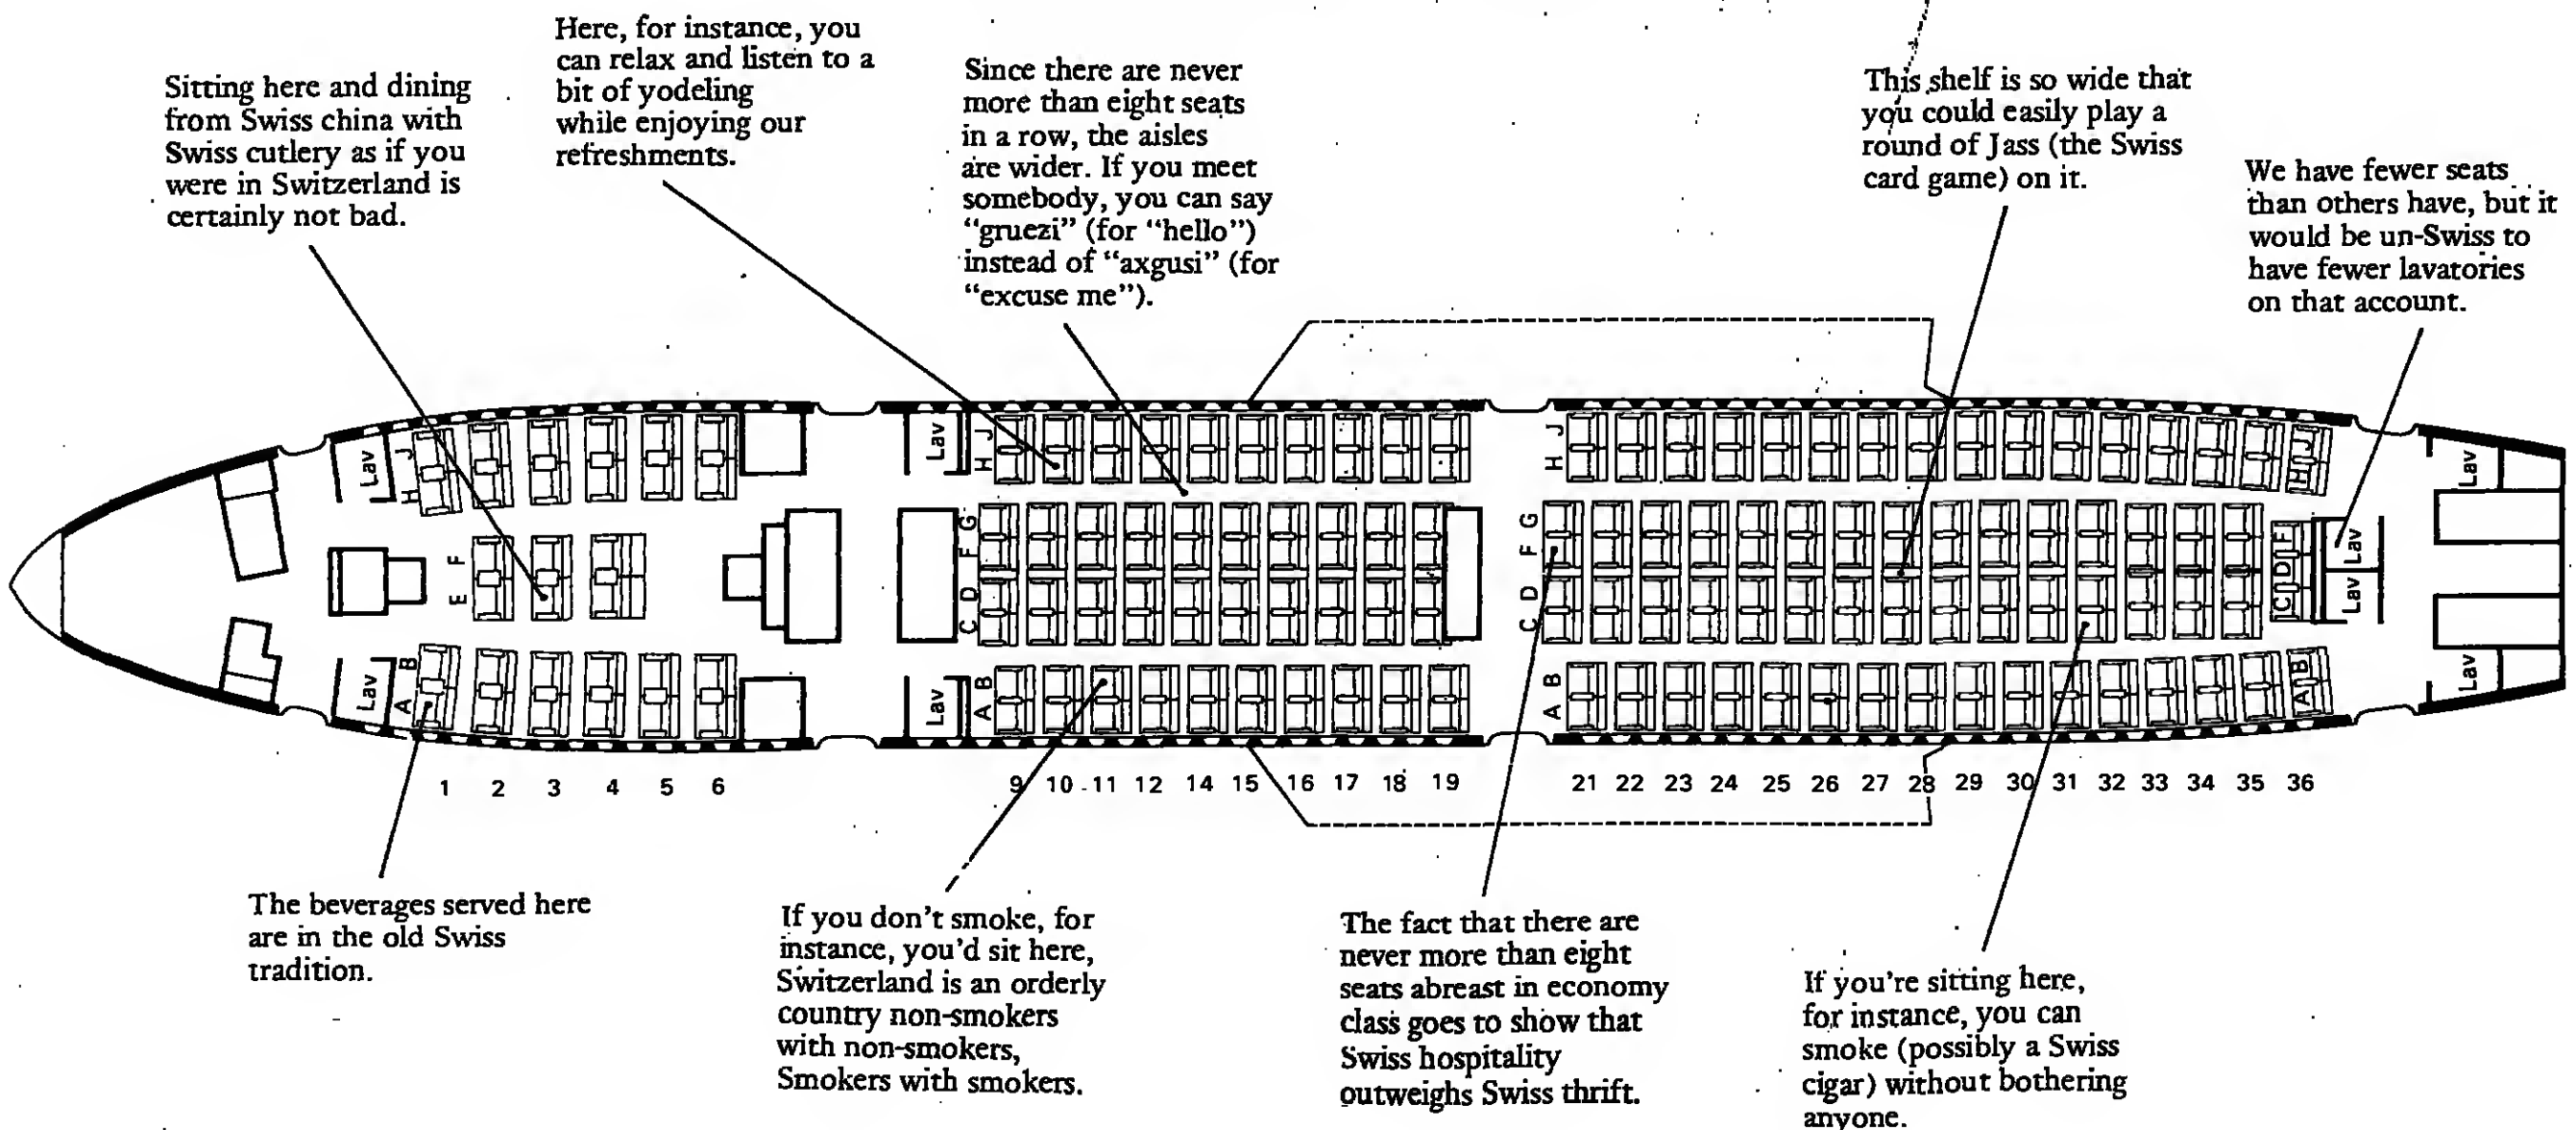 Here, for instance, you
can relax and listen to a
bit of yodeling
while enjoying our
refreshments.
Sitting here and dining
from Swiss china with
Swiss cutlery as if you
were in Switzerland is
certainly not bad.
Since there are never
more than eight seats
in a row, the aisles
are wider. If you meet
somebody, you can say
“gruezi” (for “hello”)
instead of “axgusi” (for
“excuse me”).
This shelf is so wide that
you could easily play a
round of Jass (the Swiss
card game) on it.
We have fewer seats
than others have, but it
would be un-Swiss to
have fewer lavatories
on that account.
Lav
H J
E F
A B
Lav
Lav
H J
C D F G
A B
Lav
H J
C D F G
A B
H J
C D F
A B
Lav
Lav
Lav
Lav
1 2 3 4 5 6 9 10 11 12 14 15 16 17 18 19 21 22 23 24 25 26 27 28 29 30 31 32 33 34 35 36
The beverages served here
are in the old Swiss
tradition.
If you don’t smoke, for
instance, you’d sit here,
Switzerland is an orderly
country non-smokers
with non-smokers,
Smokers with smokers.
The fact that there are
never more than eight
seats abreast in economy
class goes to show that
Swiss hospitality
outweighs Swiss thrift.
If you’re sitting here,
for instance, you can
smoke (possibly a Swiss
cigar) without bothering
anyone.